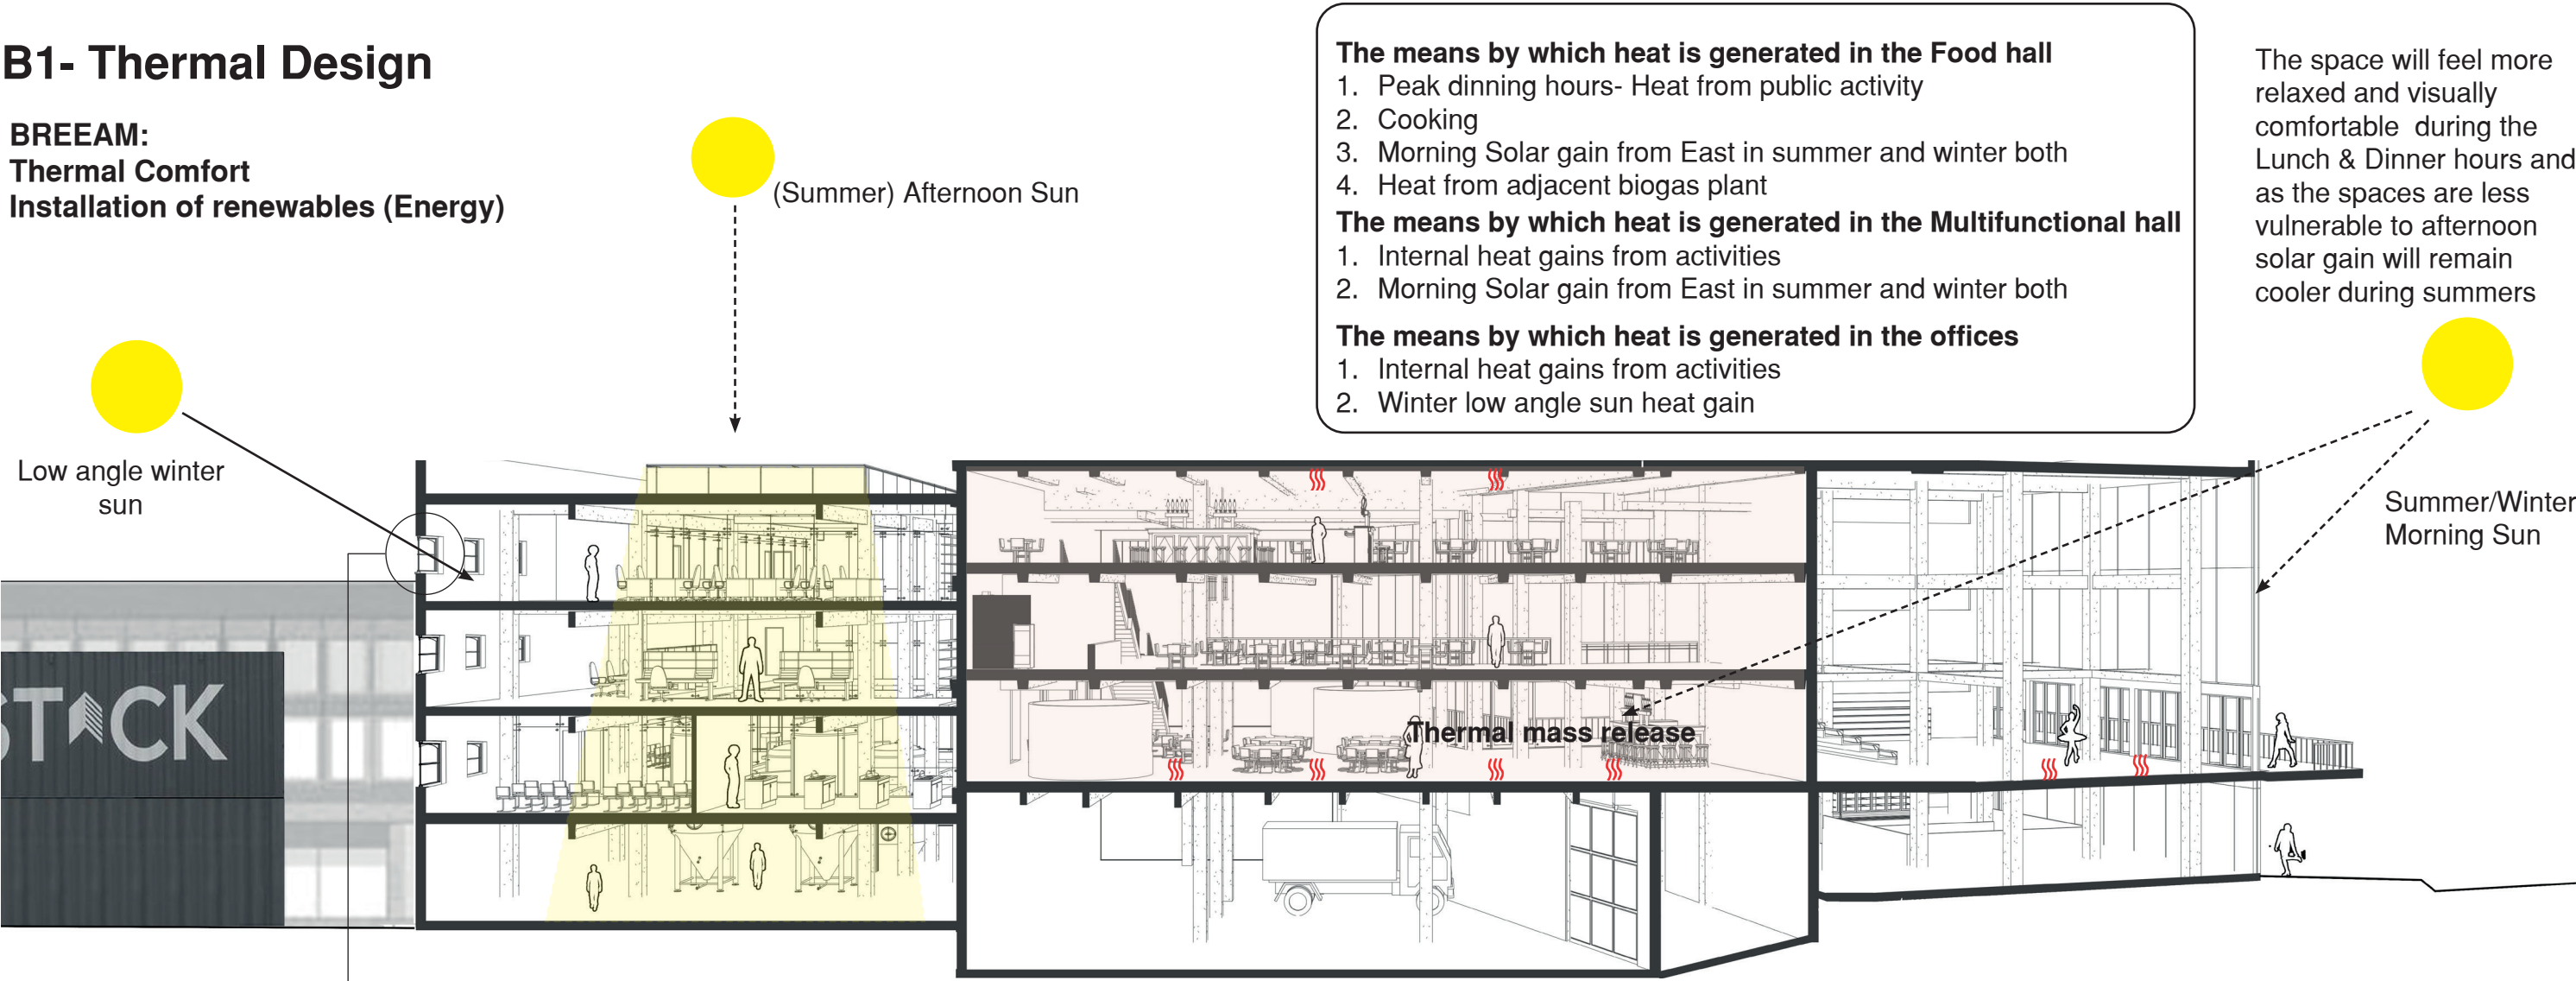 B1- Thermal Design
BREEAM:
Thermal Comfort
Installation of renewables (Energy)
(Summer) Afternoon Sun
Low angle winter
sun
The means by which heat is generated in the Food hall
1. Peak dinning hours- Heat from public activity
2. Cooking
3. Morning Solar gain from East in summer and winter both
4. Heat from adjacent biogas plant
The means by which heat is generated in the Multifunctional hall
1. Internal heat gains from activities
2. Morning Solar gain from East in summer and winter both
The means by which heat is generated in the offices
1. Internal heat gains from activities
2. Winter low angle sun heat gain
The space will feel more
relaxed and visually
comfortable during the
Lunch & Dinner hours and
as the spaces are less
vulnerable to afternoon
solar gain will remain
cooler during summers
Summer/Winter
Morning Sun
STACK
Thermal mass release